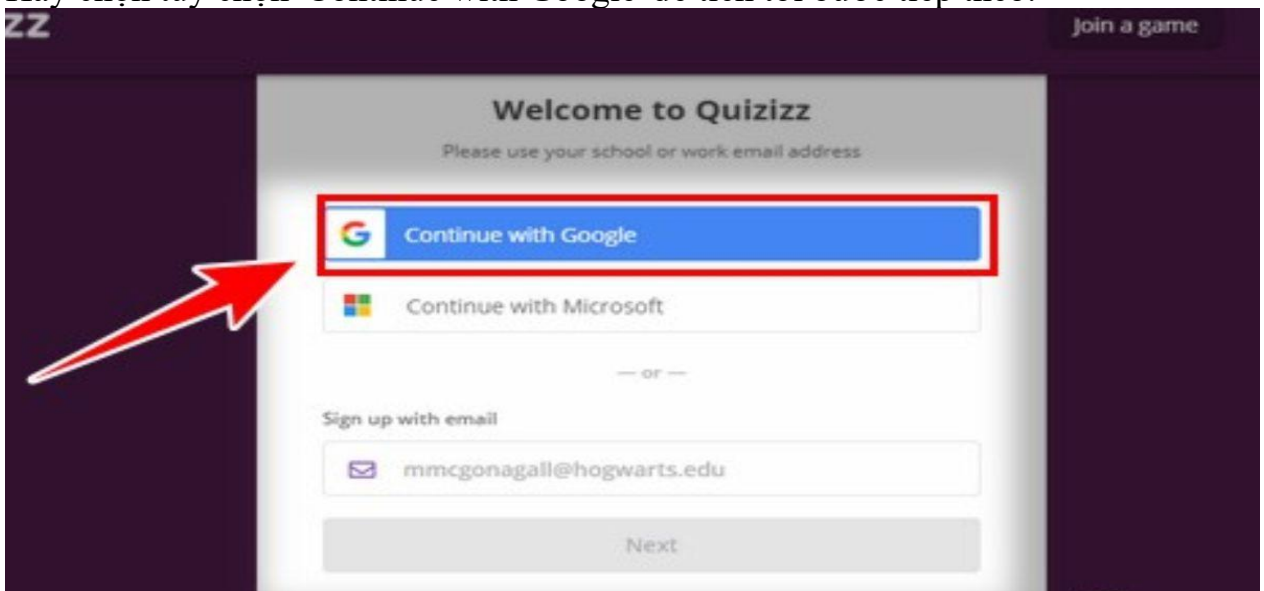 zz
Join a game
Welcome to Quizizz
Please use your school or work email address
Continue with Google
Continue with Microsoft
— or —
Sign up with email
mmcgonagall@hogwarts.edu
Next